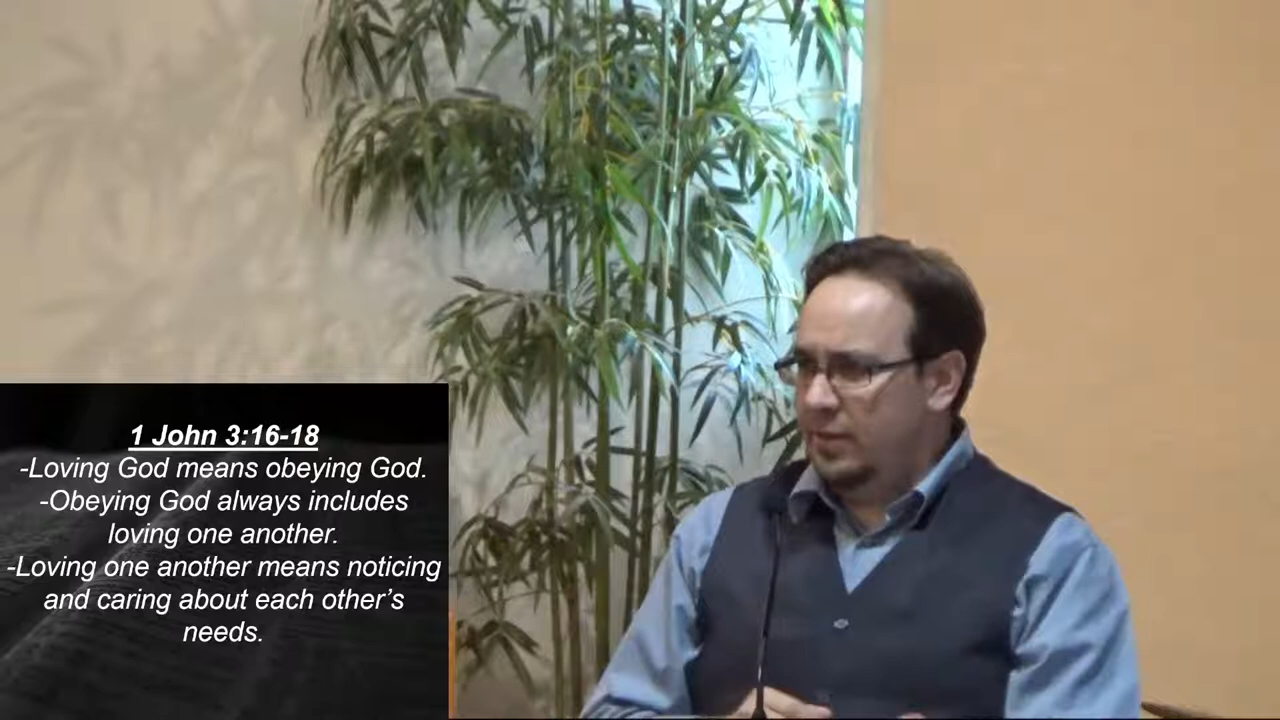 1 John 3:16-18
-Loving God means obeying God.
-Obeying God always includes
loving one another.
-Loving one another means noticing
and caring about each other’s
needs.